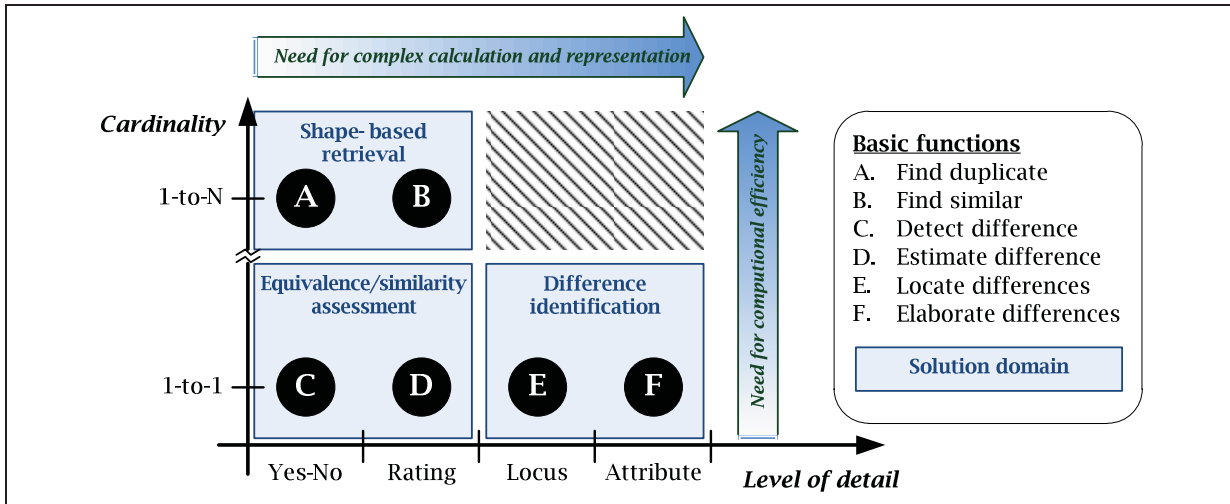 Need for complex calculation and representation
Cardinality
Shape- based
retrieval
A
B
1-to-N
Equivalence/similarity
assessment
Difference
identification
C
D
E
F
1-to-1
Yes-No
Rating
Locus
Attribute
Level of detail
Need for computional efficiency
Basic functions
A. Find duplicate
B. Find similar
C. Detect difference
D. Estimate difference
E. Locate differences
F. Elaborate differences
Solution domain